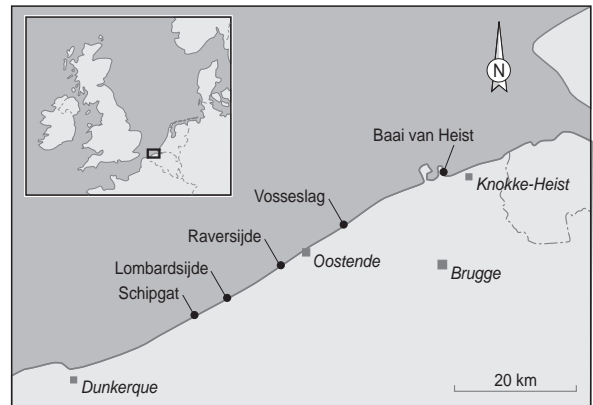 N
Baai van Heist
Knokke-Heist
Vosseslag
Raversijde
Oostende
Lombardsijde
Brugge
Schipgat
Dunkerque
20 km